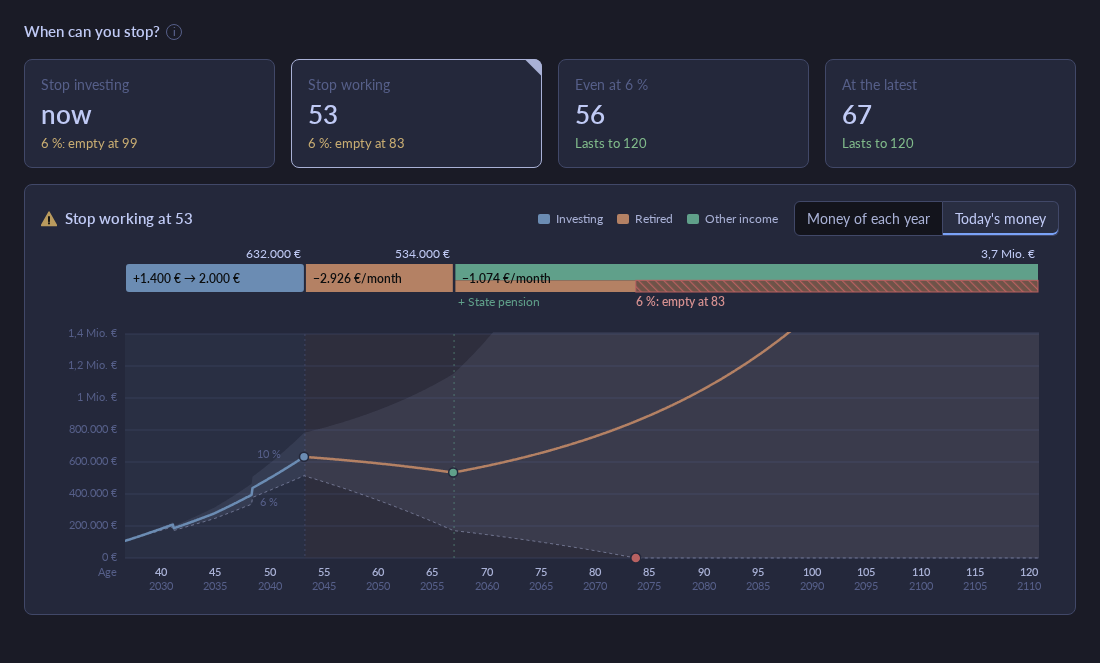 When can you stop? i
Stop investing
now
6 %: empty at 99
Stop working
53
6 %: empty at 83
Even at 6 %
56
Lasts to 120
At the latest
67
Lasts to 120
Stop working at 53
Investing Retired Other income
Money of each year Today's money
632.000 € 534.000 € 3,7 Mio. €
+1.400 € → 2.000 € −2.926 €/month −1.074 €/month
+ State pension 6 %: empty at 83
1,4 Mio. €
1,2 Mio. €
1 Mio. €
800.000 €
600.000 €
400.000 €
200.000 €
0 €
10 %
6 %
Age 40 45 50 55 60 65 70 75 80 85 90 95 100 105 110 115 120
2030 2035 2040 2045 2050 2055 2060 2065 2070 2075 2080 2085 2090 2095 2100 2105 2110